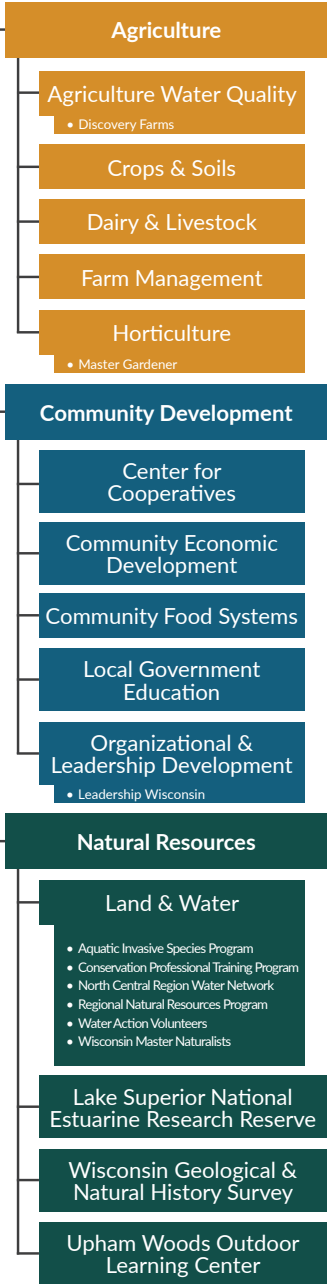 Agriculture
Agriculture Water Quality
• Discovery Farms
Crops & Soils
Dairy & Livestock
Farm Management
Horticulture
• Master Gardener
Community Development
Center for
Cooperatives
Community Economic
Development
Community Food Systems
Local Government
Education
Organizational &
Leadership Development
• Leadership Wisconsin
Natural Resources
Land & Water
• Aquatic Invasive Species Program
• Conservation Professional Training Program
• North Central Region Water Network
• Regional Natural Resources Program
• Water Action Volunteers
• Wisconsin Master Naturalists
Lake Superior National
Estuarine Research Reserve
Wisconsin Geological &
Natural History Survey
Upham Woods Outdoor
Learning Center